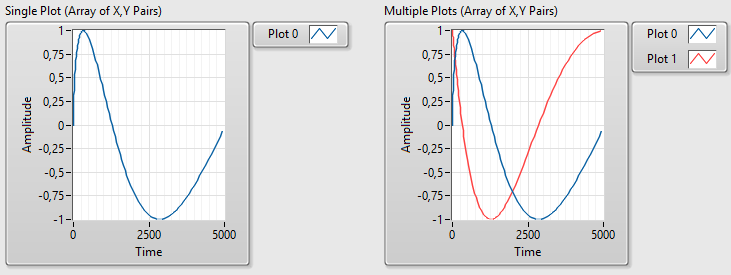 Single Plot (Array of X,Y Pairs)
Plot 0
1
0,75
0,5
0,25
0
-0,25
-0,5
-0,75
-1
Amplitude
0
2500
5000
Time
Multiple Plots (Array of X,Y Pairs)
Plot 0
Plot 1
1
0,75
0,5
0,25
0
-0,25
-0,5
-0,75
-1
Amplitude
0
2500
5000
Time